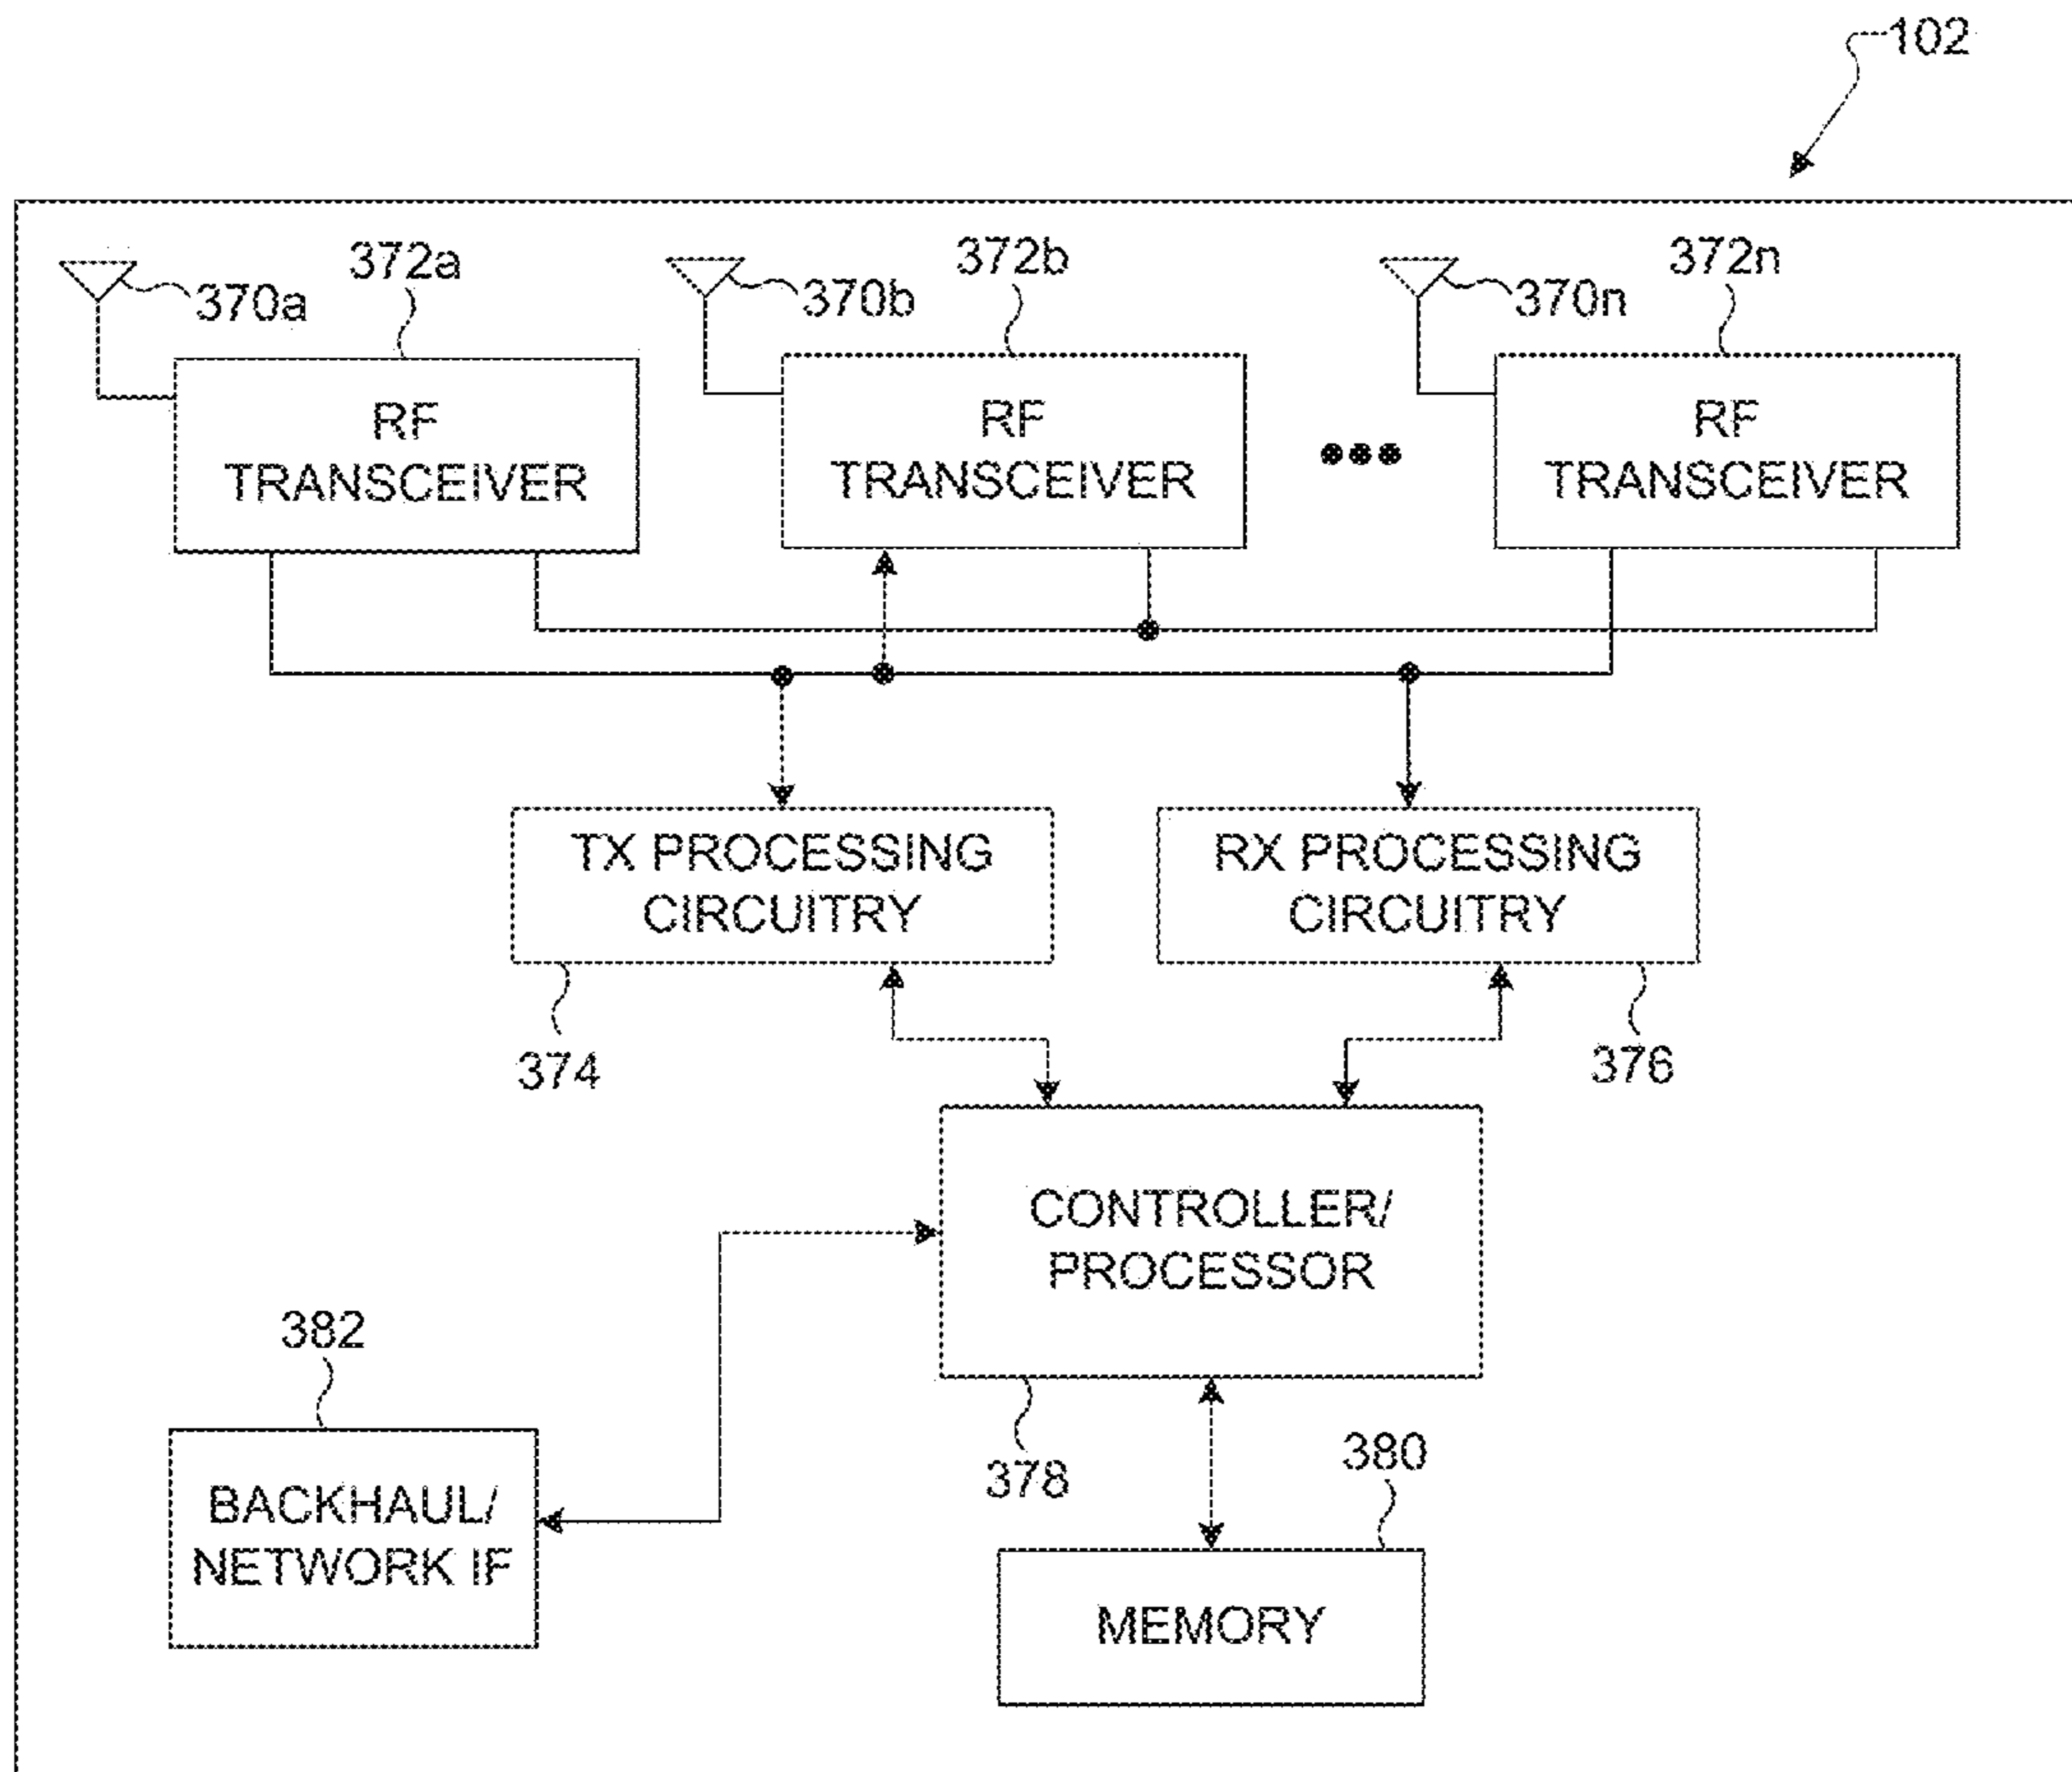 102
372a
372b
372n
370a
370b
370n
RF
TRANSCEIVER
RF
TRANSCEIVER
RF
TRANSCEIVER
TX PROCESSING
CIRCUITRY
RX PROCESSING
CIRCUITRY
374
376
CONTROLLER/
PROCESSOR
382
378
380
BACKHAUL/
NETWORK IF
MEMORY